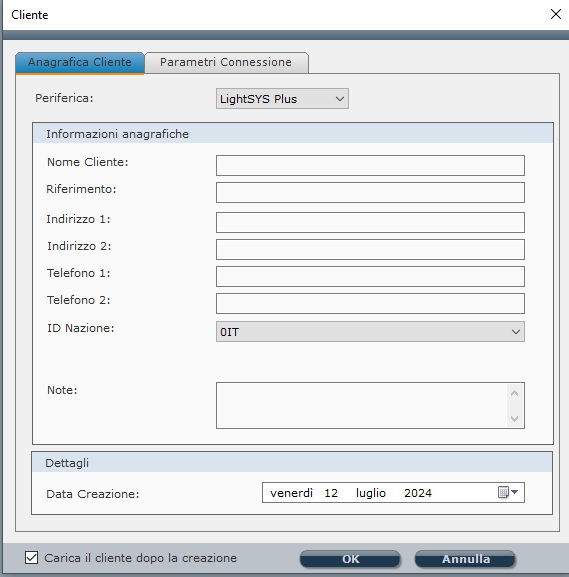 Cliente
Anagrafica Cliente Parametri Connessione
Periferica: LightSYS Plus
Informazioni anagrafiche
Nome Cliente:
Riferimento:
Indirizzo 1:
Indirizzo 2:
Telefono 1:
Telefono 2:
ID Nazione: 0IT
Note:
Dettagli
Data Creazione: venerdì 12 luglio 2024
Carica il cliente dopo la creazione OK Annulla